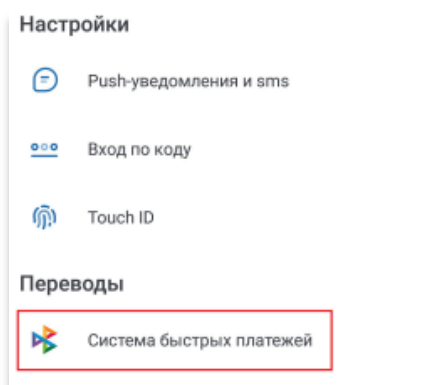 Настройки
Push-уведомления и sms
Вход по коду
Touch ID
Переводы
Система быстрых платежей